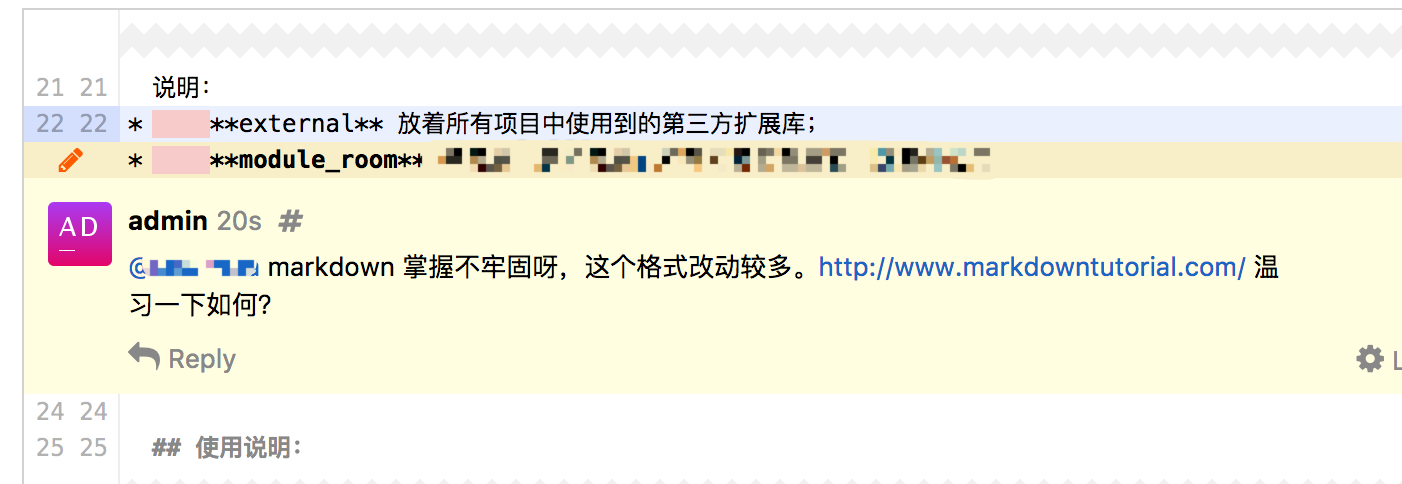 21 21 说明：
22 22 * **external** 放着所有项目中使用到的第三方扩展库；
* **module_room**
AD
admin 20s #
@ markdown 掌握不牢固呀，这个格式改动较多。http://www.markdowntutorial.com/ 温
习一下如何?
Reply
24 24
25 25 ## 使用说明：